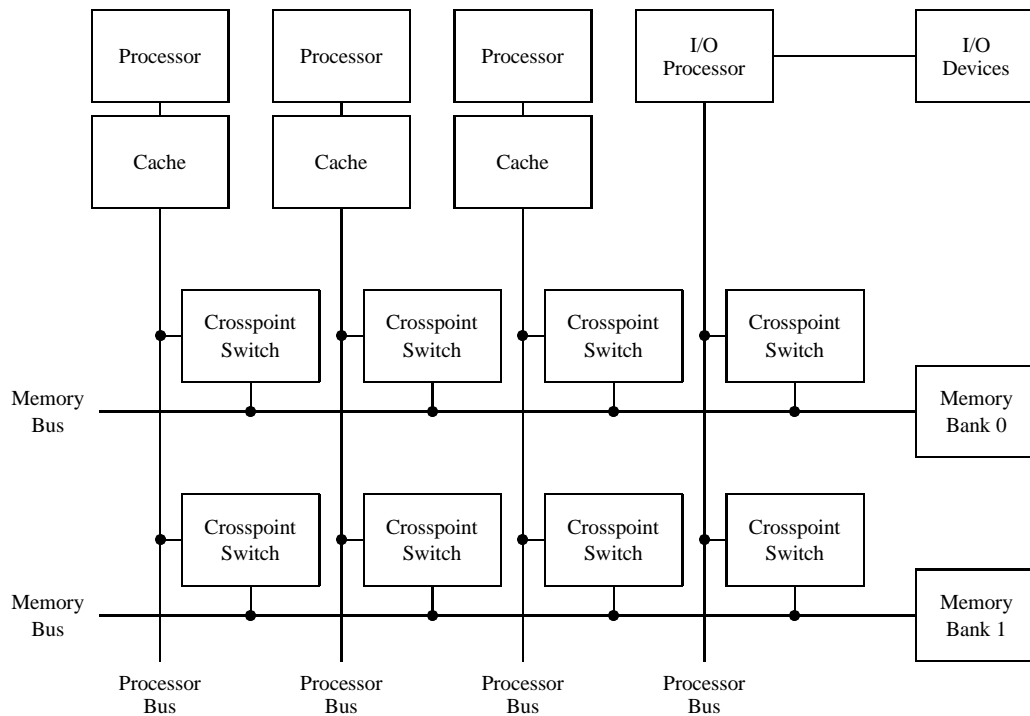 Processor
Processor
Processor
I/O
Processor
I/O
Devices
Cache
Cache
Cache
Crosspoint
Switch
Crosspoint
Switch
Crosspoint
Switch
Crosspoint
Switch
Memory
Bus
Memory
Bank 0
Crosspoint
Switch
Crosspoint
Switch
Crosspoint
Switch
Crosspoint
Switch
Memory
Bus
Memory
Bank 1
Processor
Bus
Processor
Bus
Processor
Bus
Processor
Bus